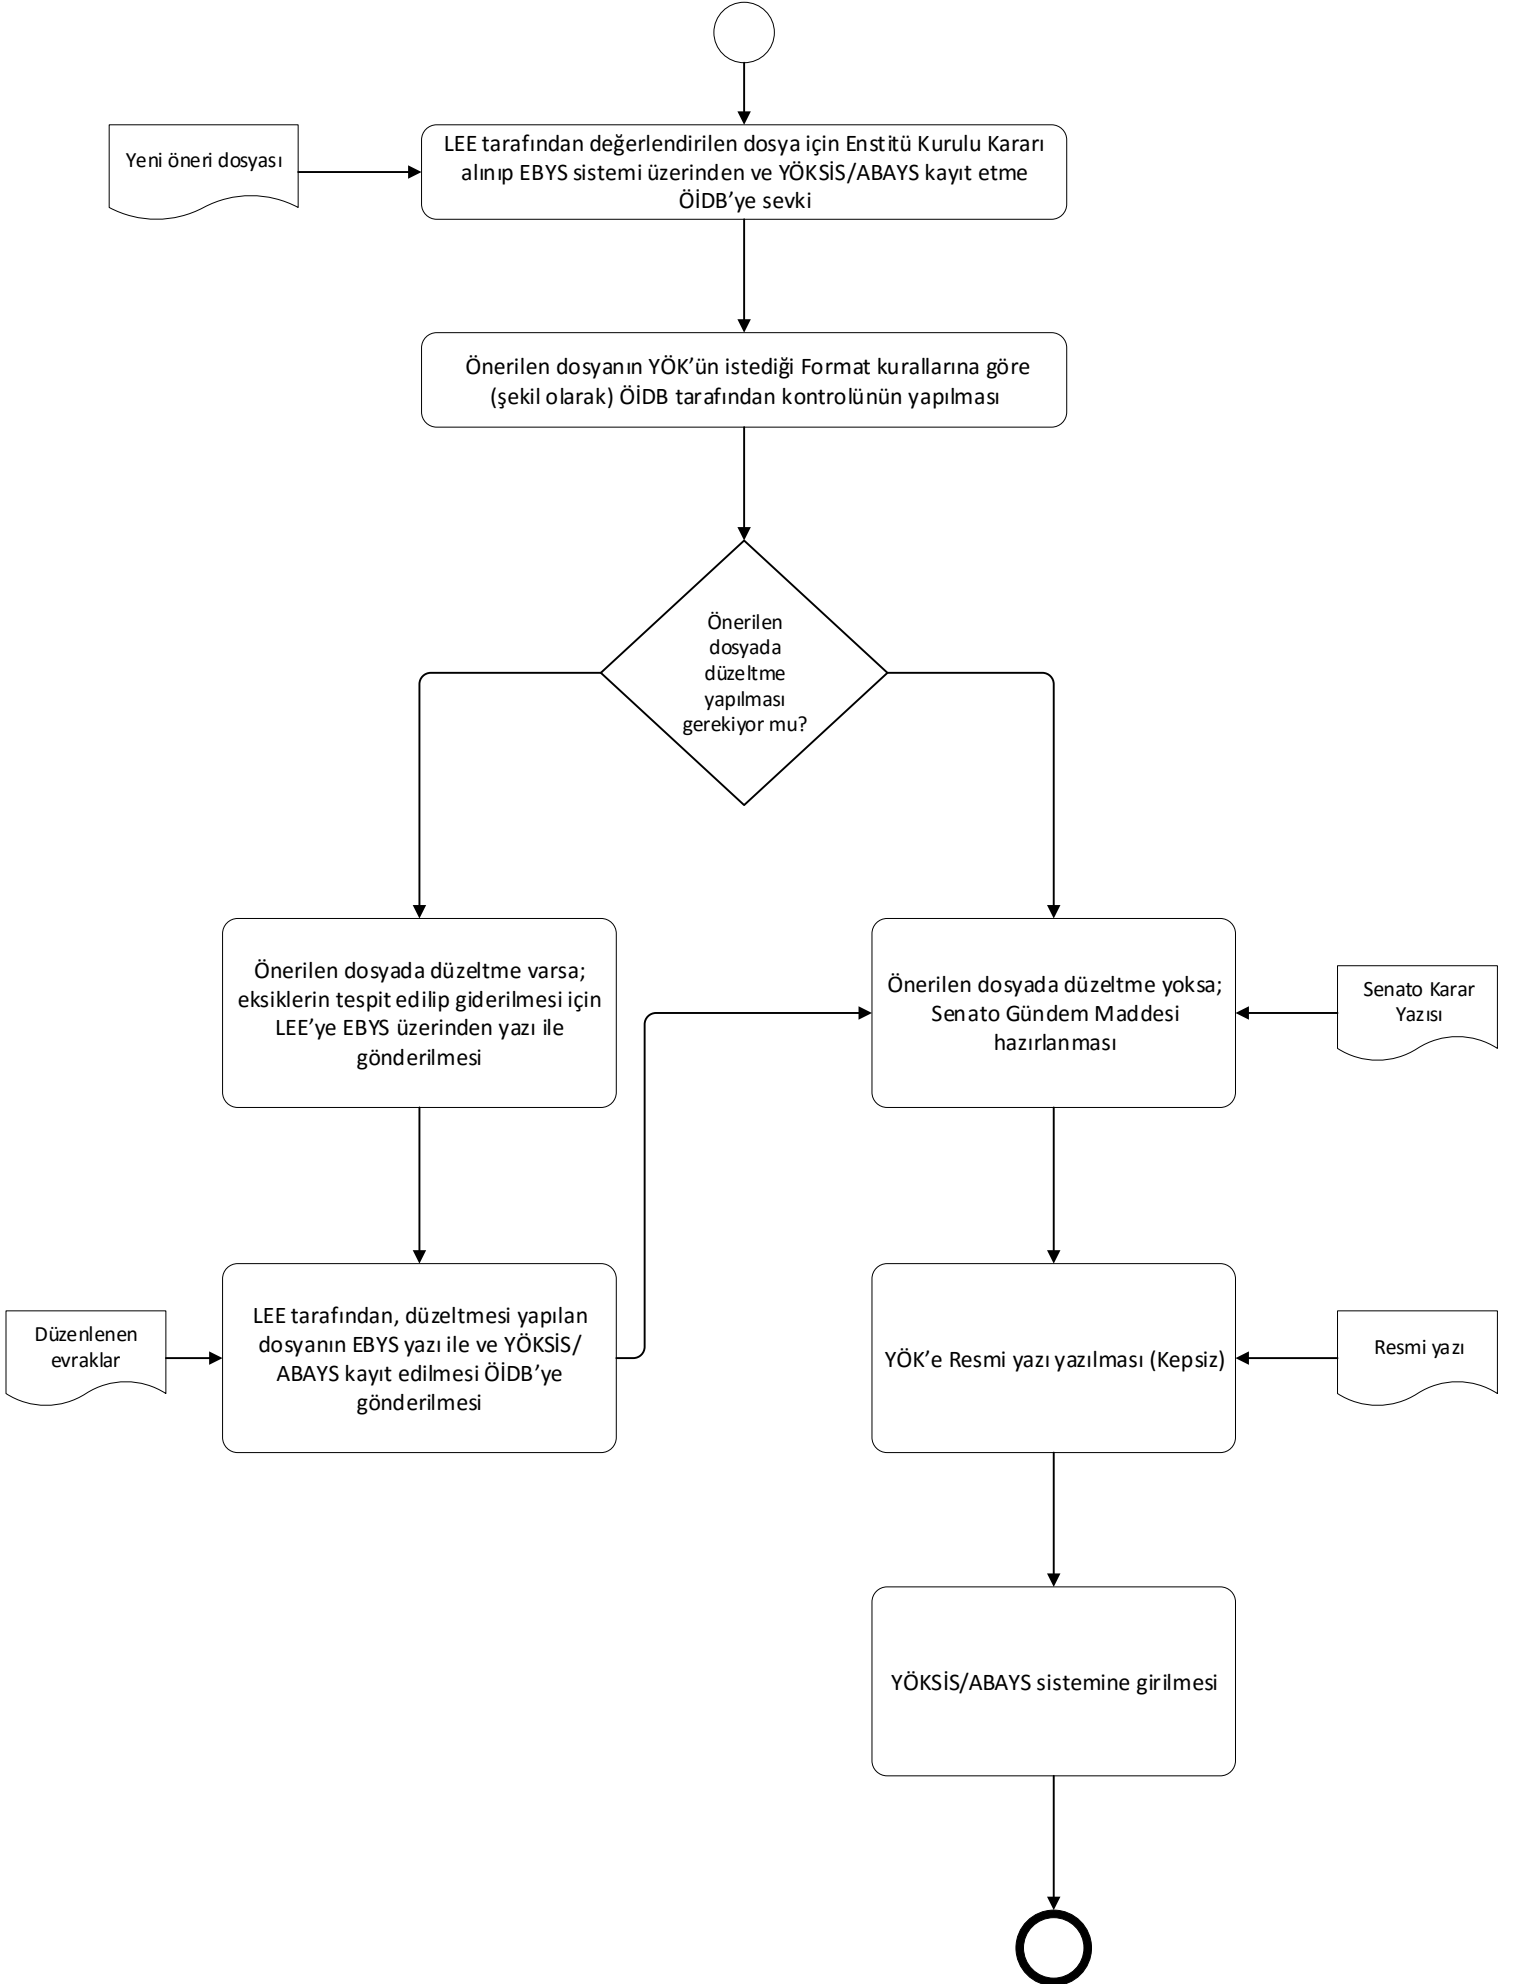 Yeni öneri dosyası
LEE tarafından değerlendirilen dosya için Enstitü Kurulu Kararı
alınıp EBYS sistemi üzerinden ve YÖKSİS/ABAYS kayıt etme
ÖİDB’ye sevki
Önerilen dosyanın YÖK’ün istediği Format kurallarına göre
(şekil olarak) ÖİDB tarafından kontrolünün yapılması
Önerilen
dosyada
düzeltme
yapılması
gerekiyor mu?
Önerilen dosyada düzeltme varsa;
eksiklerin tespit edilip giderilmesi için
LEE’ye EBYS üzerinden yazı ile
gönderilmesi
Önerilen dosyada düzeltme yoksa;
Senato Gündem Maddesi
hazırlanması
Senato Karar
Yazısı
Düzenlenen
evraklar
LEE tarafından, düzeltmesi yapılan
dosyanın EBYS yazı ile ve YÖKSİS/
ABAYS kayıt edilmesi ÖİDB’ye
gönderilmesi
YÖK’e Resmi yazı yazılması (Kepsiz)
Resmi yazı
YÖKSİS/ABAYS sistemine girilmesi